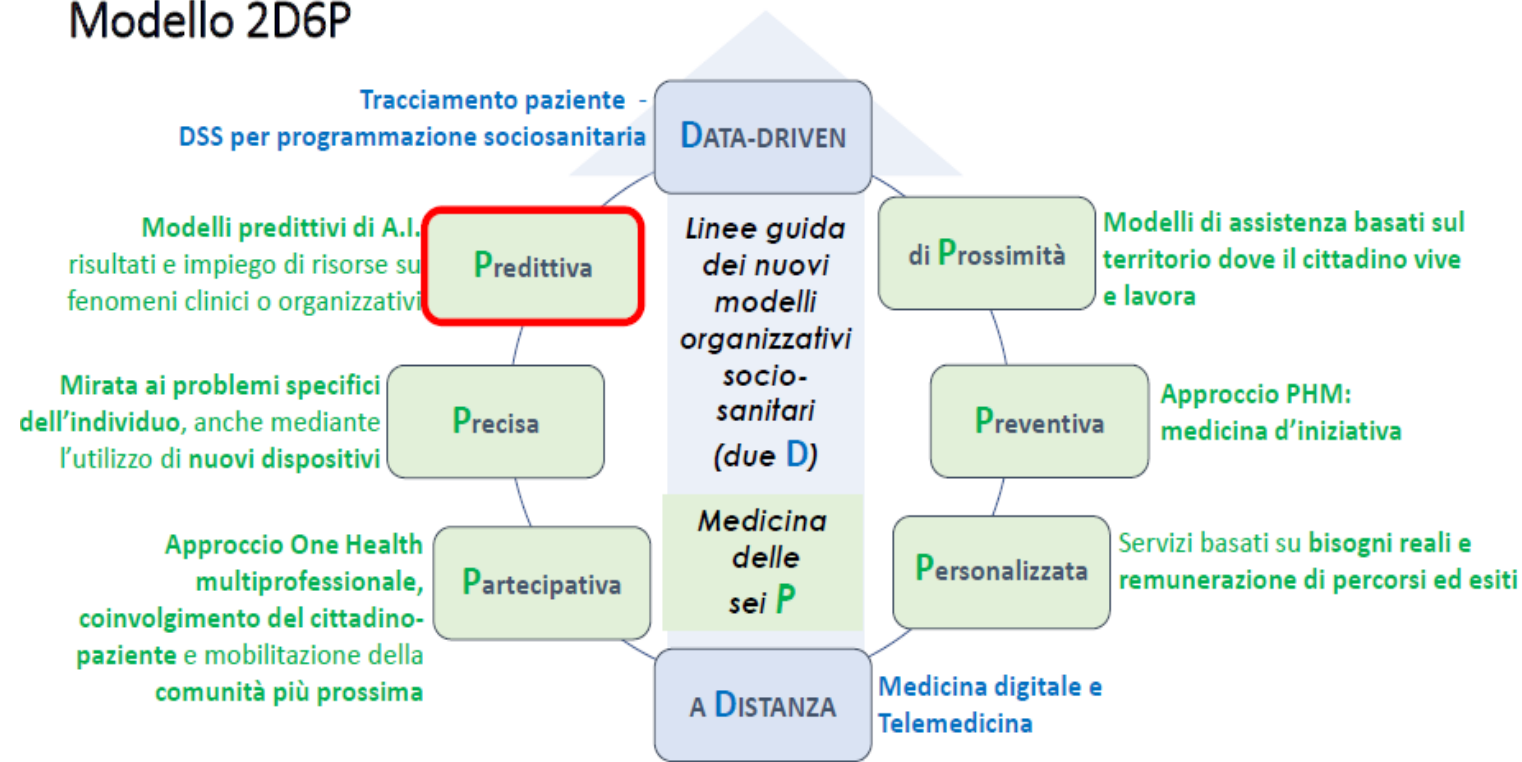 Modello 2D6P
Tracciamento paziente -
DSS per programmazione sociosanitaria
DATA-DRIVEN
Modelli predittivi di A.I.
risultati e impiego di risorse su
fenomeni clinici o organizzativi
Predittiva
Linee guida
dei nuovi
modelli
organizzativi
socio-
sanitari
(due D)
di Prossimità
Modelli di assistenza basati sul
territorio dove il cittadino vive
e lavora
Mirata ai problemi specifici
dell'individuo, anche mediante
l'utilizzo di nuovi dispositivi
Precisa
Preventiva
Approccio PHM:
medicina d'iniziativa
Approccio One Health
multiprofessionale,
coinvolgimento del cittadino-
paziente e mobilitazione della
comunità più prossima
Partecipativa
Medicina
delle
sei P
Personalizzata
Servizi basati su bisogni reali e
remunerazione di percorsi ed esiti
A DISTANZA
Medicina digitale e
Telemedicina